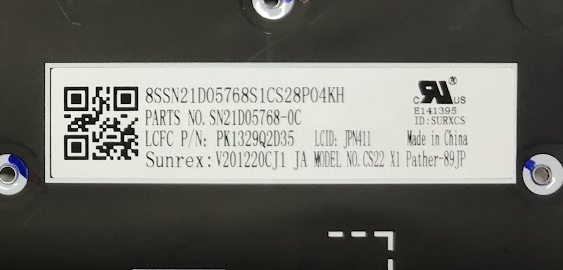 8SSN21D05768S1CS28P04KH
PARTS NO. SN21D05768-0C
LCFC P/N: PK1329Q2D35 LCID: JPN411 Made in China
Sunrex: V201220CJ1 JA MODEL NO. CS22 X1 Pather-89JP
C RU US ®
E141395
ID:SURXCS